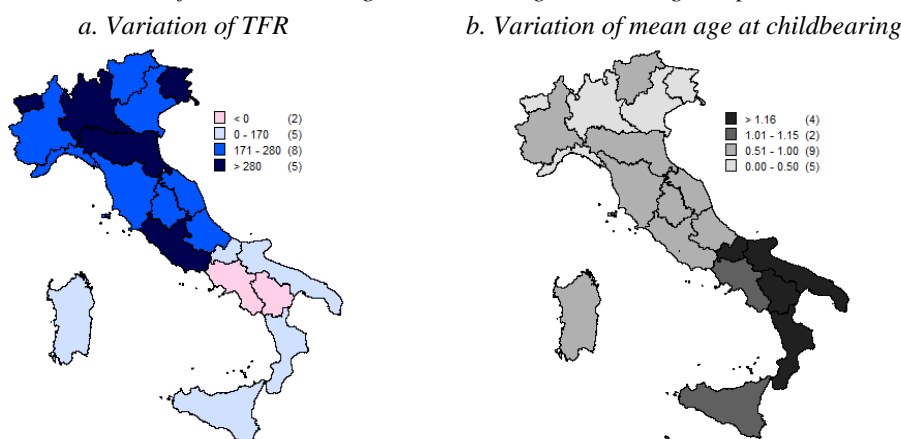 a. Variation of TFR
b. Variation of mean age at childbearing
< 0 (2)
0 - 170 (5)
171 - 280 (8)
> 280 (5)
> 1.16 (4)
1.01 - 1.15 (2)
0.51 - 1.00 (9)
0.00 - 0.50 (5)